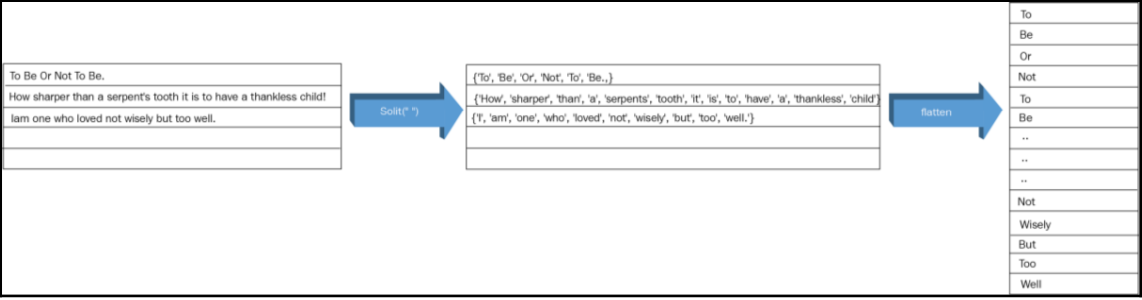 To Be Or Not To Be.
How sharper than a serpent's tooth it is to have a thankless child!
Iam one who loved not wisely but too well.
Solit(" ")
{'To', 'Be', 'Or', 'Not', 'To', 'Be.,}
{'How', 'sharper', 'than', 'a', 'serpents', 'tooth', 'it', 'is', 'to', 'have', 'a', 'thankless', 'child'}
{'I', 'am', 'one', 'who', 'loved', 'not', 'wisely', 'but', 'too', 'well.'}
flatten
To
Be
Or
Not
To
Be
..
..
..
Not
Wisely
But
Too
Well